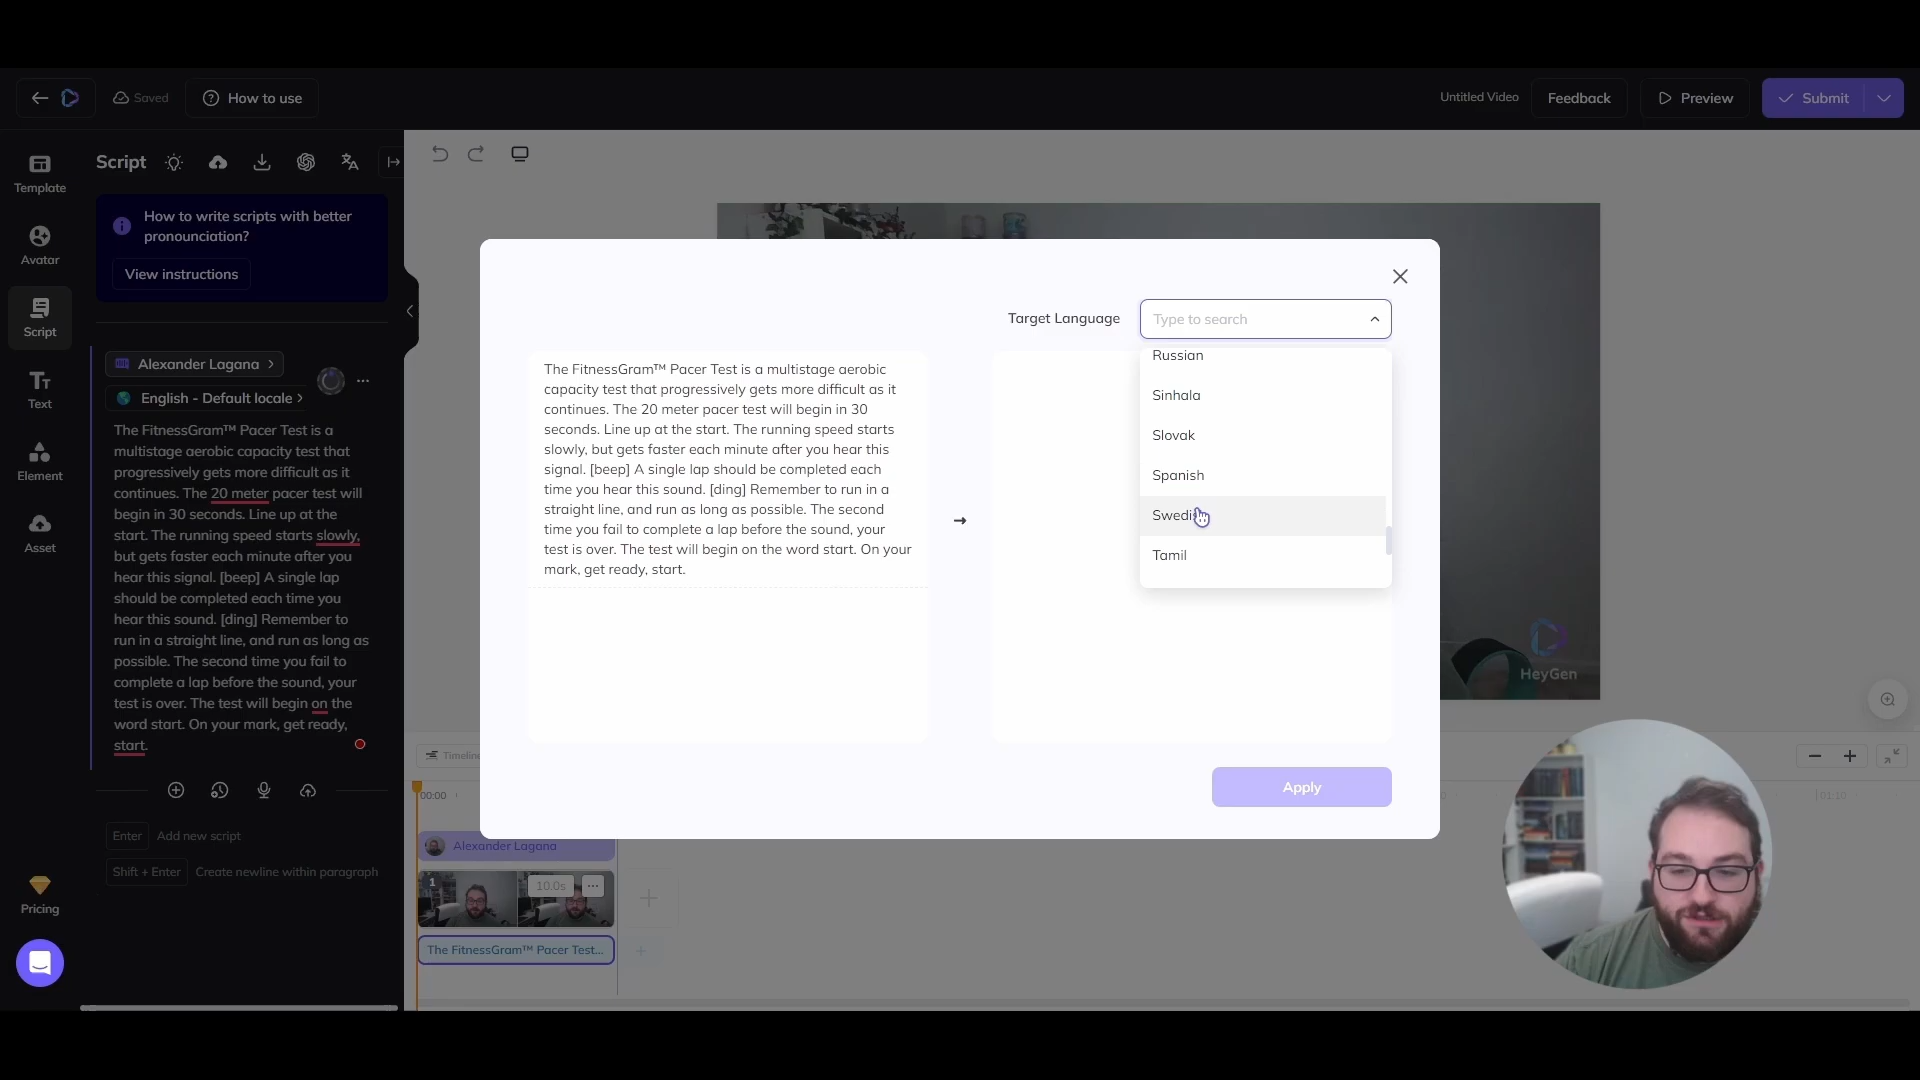 Saved
How to use
Untitled Video
Feedback
Preview
Submit
Template
Avatar
Script
Text
Element
Asset
Pricing
Script
How to write scripts with better
pronounciation?
View instructions
Alexander Lagana
English - Default locale
The FitnessGram™ Pacer Test is a
multistage aerobic capacity test that
progressively gets more difficult as it
continues. The 20 meter pacer test will
begin in 30 seconds. Line up at the
start. The running speed starts slowly,
but gets faster each minute after you
hear this signal. [beep] A single lap
should be completed each time you
hear this sound. [ding] Remember to
run in a straight line, and run as long as
possible. The second time you fail to
complete a lap before the sound, your
test is over. The test will begin on the
word start. On your mark, get ready,
start.
Enter Add new script
Shift + Enter Create newline within paragraph
Target Language
Type to search
The FitnessGram™ Pacer Test is a multistage aerobic
capacity test that progressively gets more difficult as it
continues. The 20 meter pacer test will begin in 30
seconds. Line up at the start. The running speed starts
slowly, but gets faster each minute after you hear this
signal. [beep] A single lap should be completed each
time you hear this sound. [ding] Remember to run in a
straight line, and run as long as possible. The second
time you fail to complete a lap before the sound, your
test is over. The test will begin on the word start. On your
mark, get ready, start.
Russian
Sinhala
Slovak
Spanish
Tamil
Apply
HeyGen
Timeline
00:00
01:10
Alexander Lagana
1
10.0s
The FitnessGram™ Pacer Test...